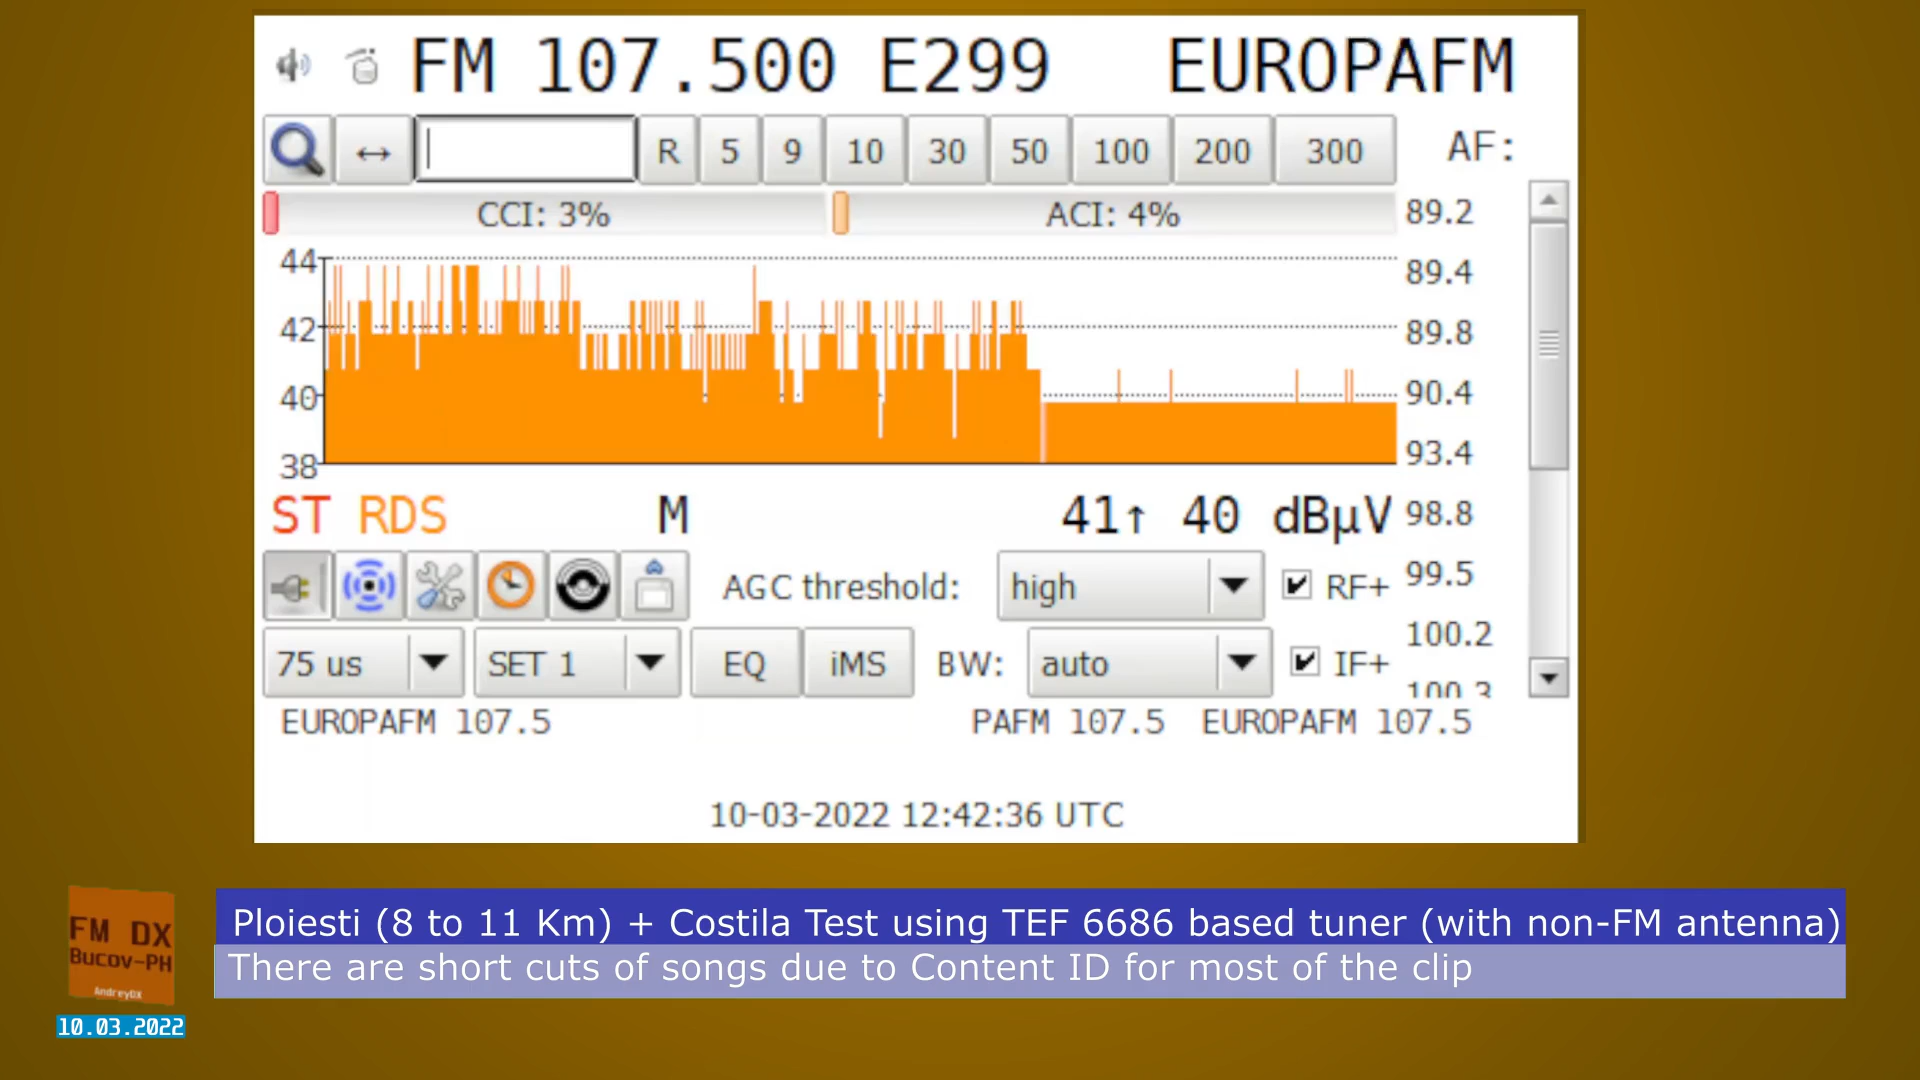 FM 107.500 E299 EUROPAFM
R 5 9 10 30 50 100 200 300 AF:
CCI: 3% ACI: 4% 89.2
44 89.4
42 89.8
40 90.4
38 93.4
ST RDS M 41↑ 40 dBµV 98.8
AGC threshold: high RF+ 99.5
75 us SET 1 EQ iMS BW: auto IF+ 100.2
100.3
EUROPAFM 107.5 PAFM 107.5 EUROPAFM 107.5
10-03-2022 12:42:36 UTC
FM DX
Bucov-PH
AndreyDX
10.03.2022
Ploiesti (8 to 11 Km) + Costila Test using TEF 6686 based tuner (with non-FM antenna)
There are short cuts of songs due to Content ID for most of the clip